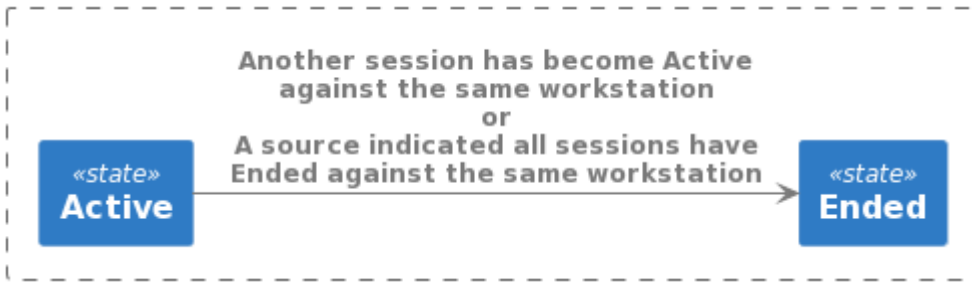 Another session has become Active
against the same workstation
or
A source indicated all sessions have
Ended against the same workstation
«state»
Active
«state»
Ended